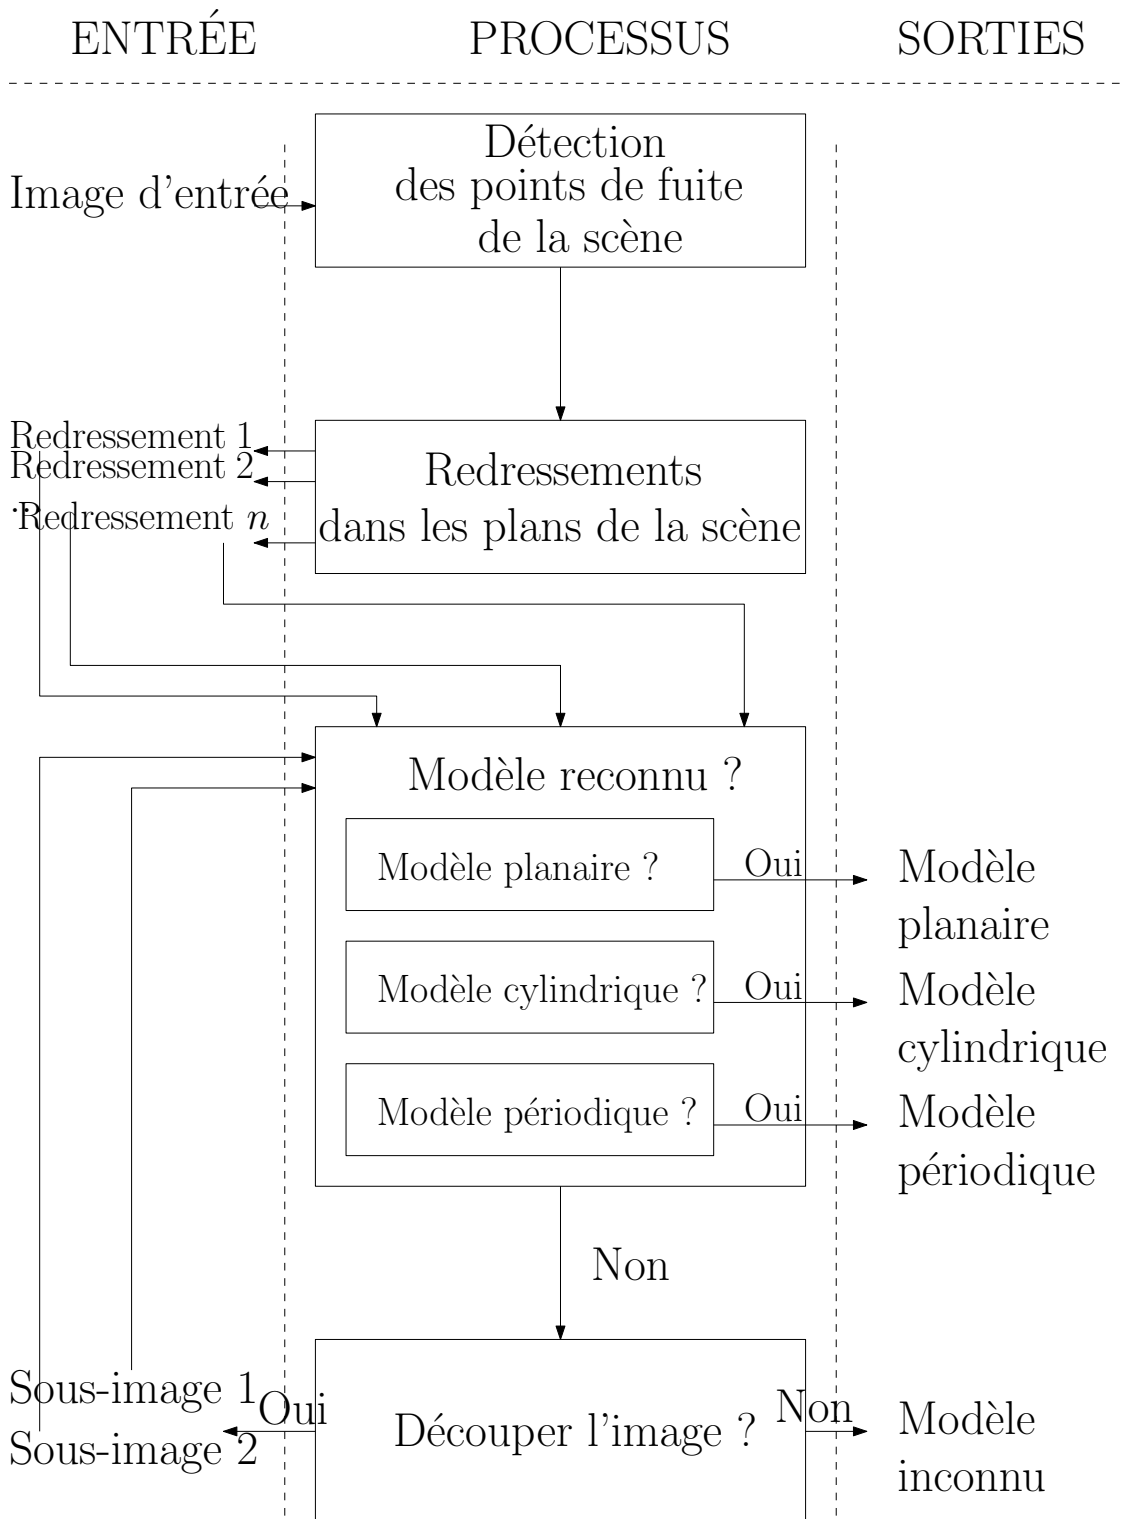 ENTRÉE PROCESSUS SORTIES
Détection
Image d'entrée des points de fuite
de la scène
Redressement 1
Redressement 2
Redressements
..
Redressement n
dans les plans de la scène
Modèle reconnu ?
Modèle planaire ? Oui Modèle
planaire
Modèle cylindrique ? Oui Modèle
cylindrique
Modèle périodique ? Oui Modèle
périodique
Non
Sous-image 1
Oui Découper l'image ? Non Modèle
Sous-image 2
inconnu